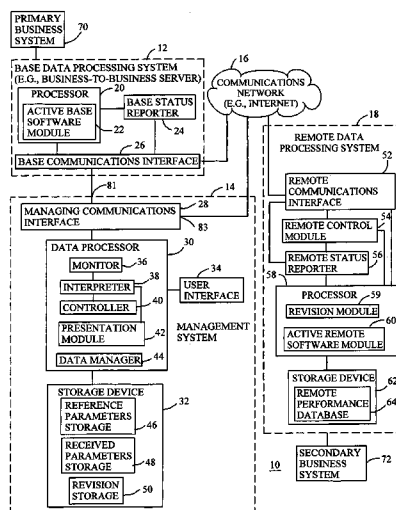 PRIMARY
BUSINESS
SYSTEM
70
12
BASE DATA PROCESSING SYSTEM
(E.G., BUSINESS-TO-BUSINESS SERVER)
PROCESSOR
20
ACTIVE BASE
SOFTWARE
MODULE
22
BASE STATUS
REPORTER
24
26
BASE COMMUNICATIONS INTERFACE
16
COMMUNICATIONS
NETWORK
(E.G., INTERNET)
81
14
MANAGING COMMUNICATIONS
INTERFACE
28
83
DATA PROCESSOR
30
MONITOR
36
INTERPRETER
38
CONTROLLER
40
PRESENTATION
MODULE
42
DATA MANAGER
44
34
USER
INTERFACE
MANAGEMENT
SYSTEM
STORAGE DEVICE
32
REFERENCE
PARAMETERS
STORAGE
46
RECEIVED
PARAMETERS
STORAGE
48
REVISION
STORAGE
50
18
REMOTE DATA
PROCESSING SYSTEM
52
REMOTE
COMMUNICATIONS
INTERFACE
54
REMOTE CONTROL
MODULE
56
REMOTE STATUS
REPORTER
58
PROCESSOR
59
REVISION MODULE
60
ACTIVE REMOTE
SOFTWARE MODULE
STORAGE DEVICE
62
REMOTE
PERFORMANCE
DATABASE
64
10
SECONDARY
BUSINESS
SYSTEM
72